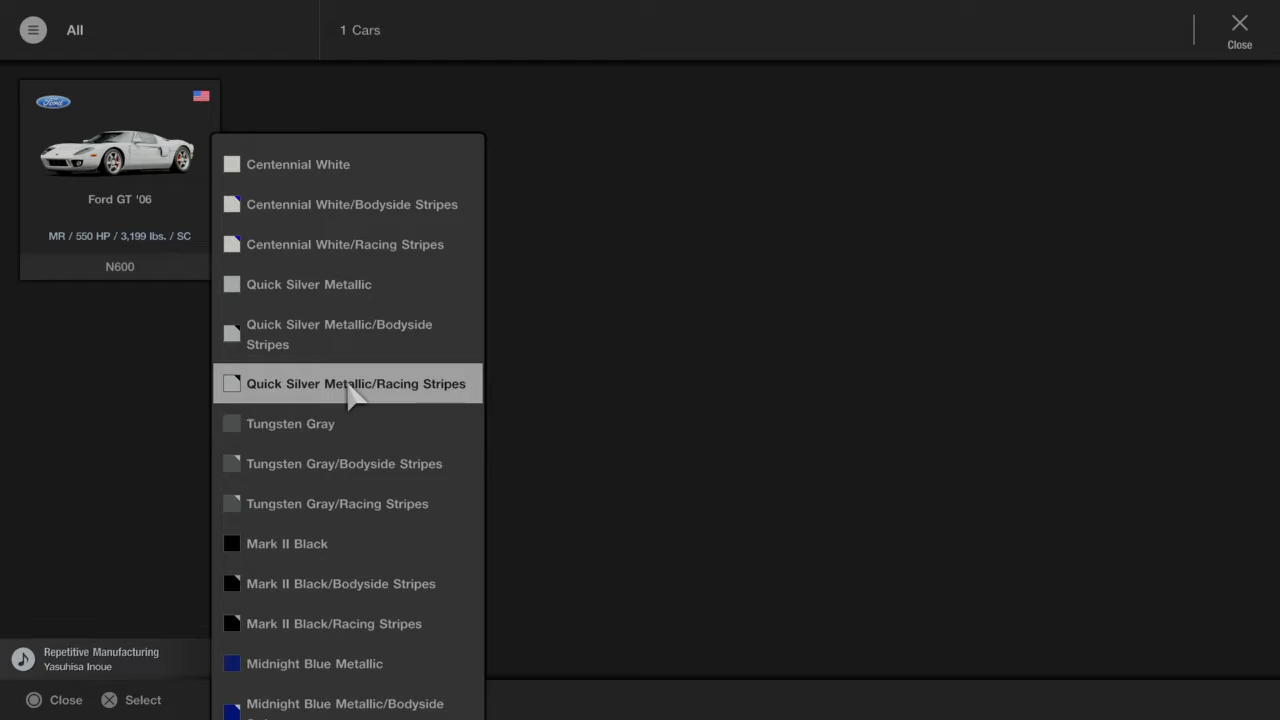 All
1 Cars
Close
Ford
Ford GT '06
MR / 550 HP / 3,199 lbs. / SC
N600
Centennial White
Centennial White/Bodyside Stripes
Centennial White/Racing Stripes
Quick Silver Metallic
Quick Silver Metallic/Bodyside
Stripes
Quick Silver Metallic/Racing Stripes
Tungsten Gray
Tungsten Gray/Bodyside Stripes
Tungsten Gray/Racing Stripes
Mark II Black
Mark II Black/Bodyside Stripes
Mark II Black/Racing Stripes
Midnight Blue Metallic
Midnight Blue Metallic/Bodyside
Repetitive Manufacturing
Yasuhisa Inoue
Close
Select